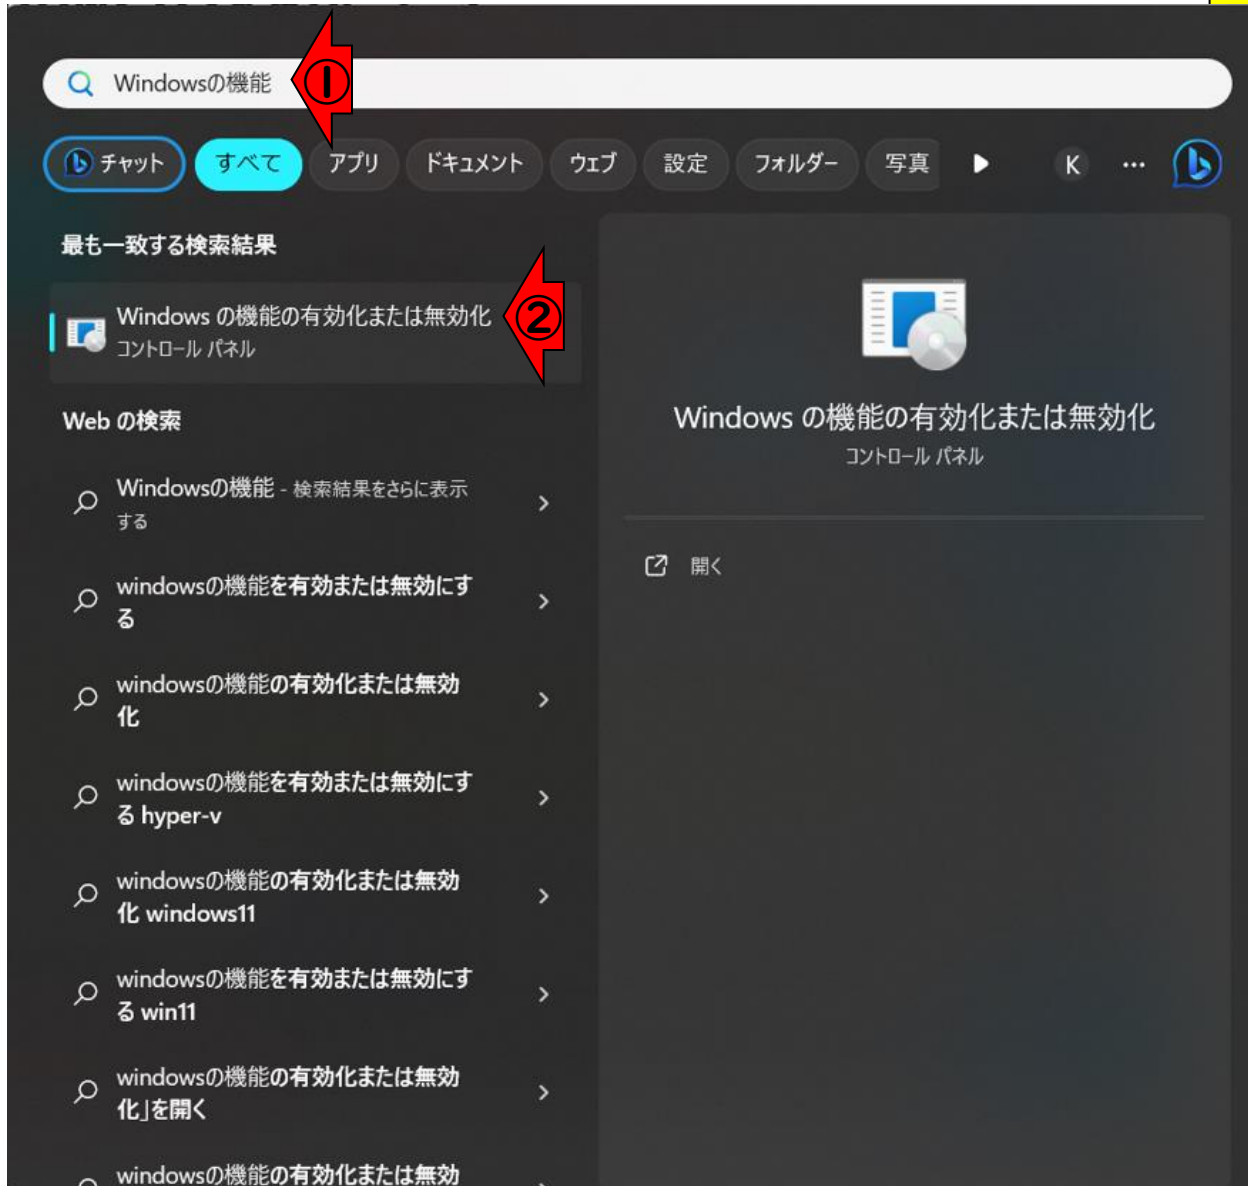 Windowsの機能
①
チャット
すべて
アプリ
ドキュメント
ウェブ
設定
フォルダー
写真
K
最も一致する検索結果
Windows の機能の有効化または無効化
コントロール パネル
②
Web の検索
Windowsの機能 - 検索結果をさらに表示
する
windowsの機能を有効または無効にす
る
windowsの機能の有効化または無効
化
windowsの機能を有効または無効にす
る hyper-v
windowsの機能の有効化または無効
化 windows11
windowsの機能を有効または無効にす
る win11
windowsの機能の有効化または無効
化」を開く
windowsの機能の有効化または無効
Windows の機能の有効化または無効化
コントロール パネル
開く